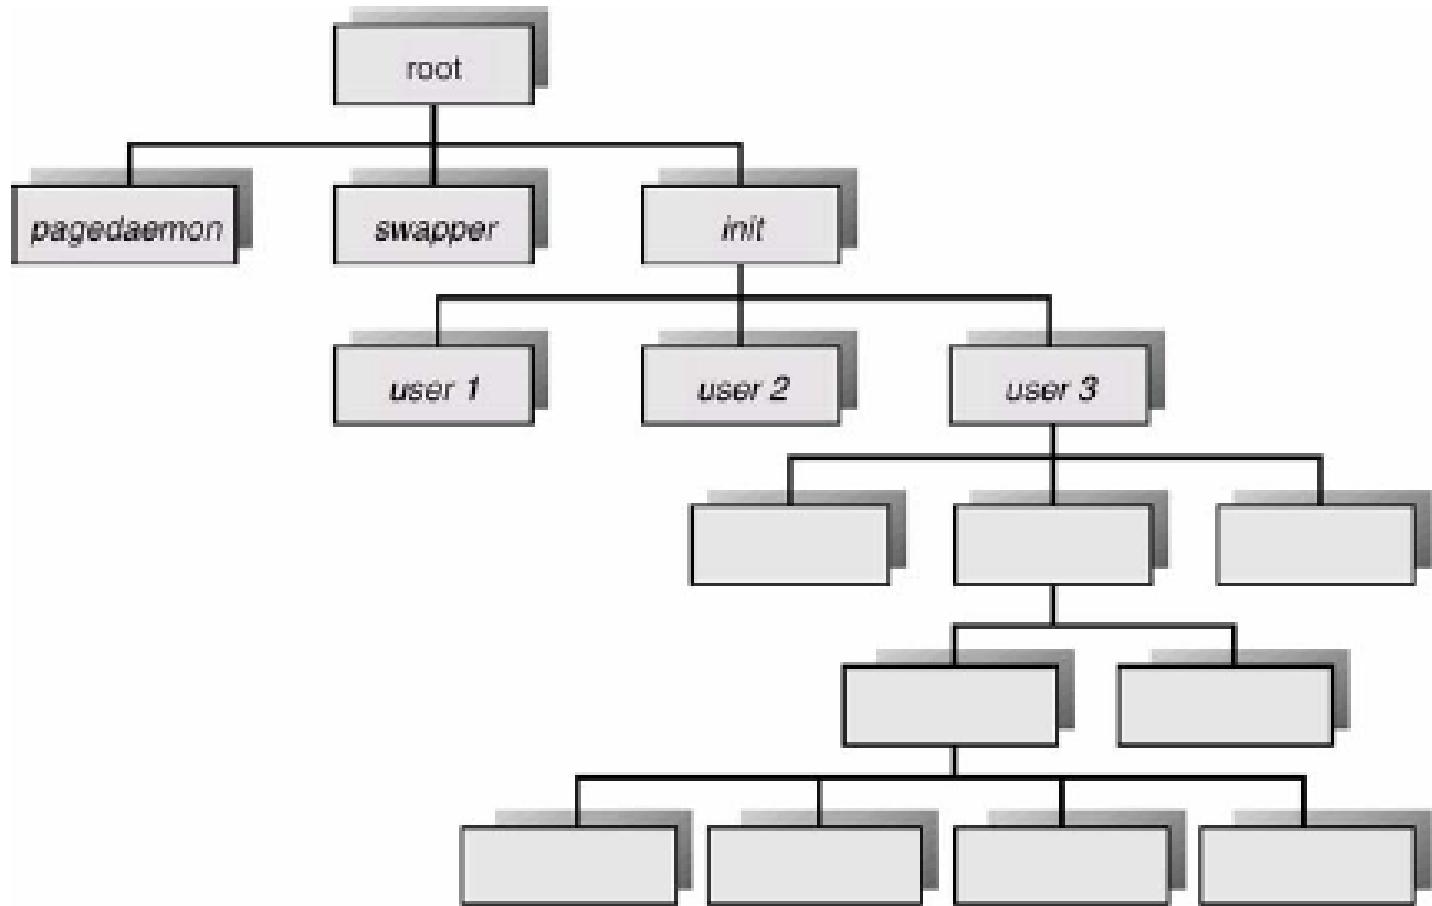 root
pagedaemon
swapper
init
user 1
user 2
user 3